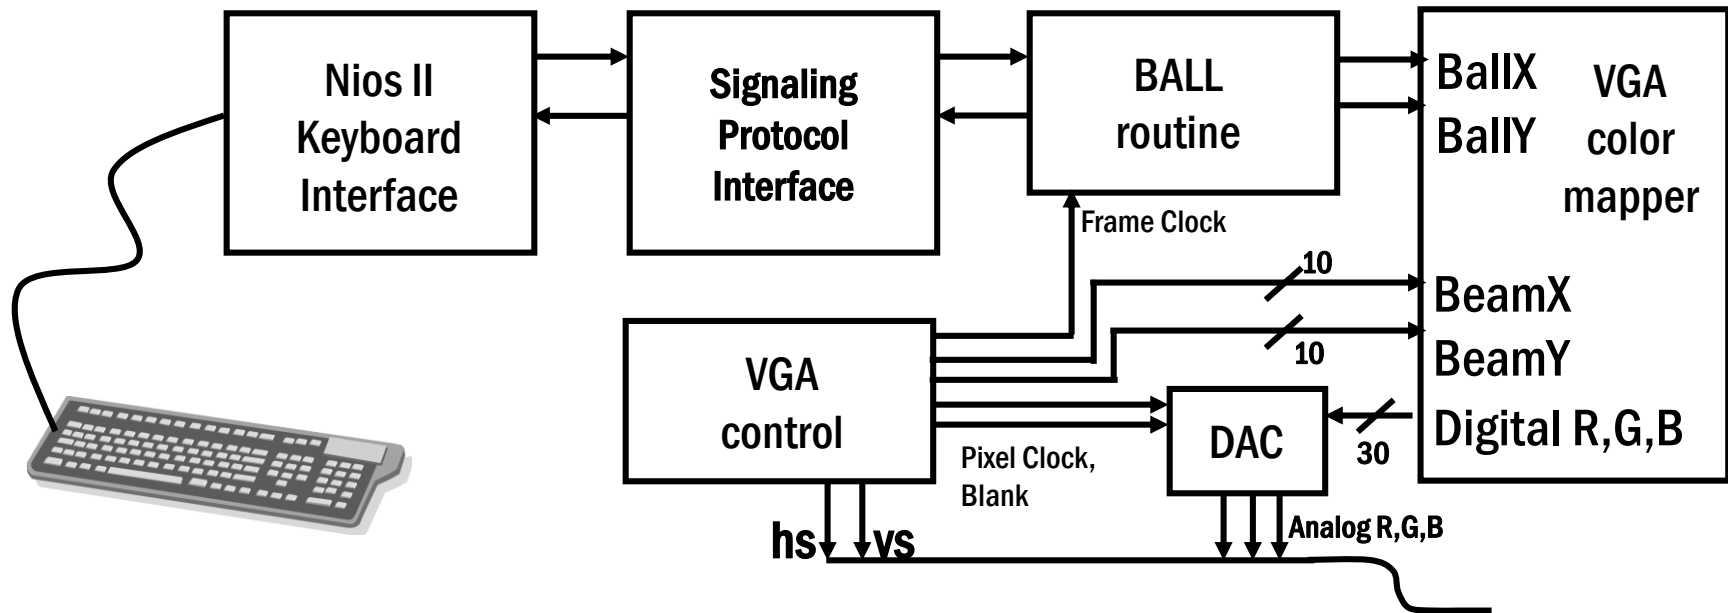 Nios II
Keyboard
Interface
Signaling
Protocol
Interface
BALL
routine
BallX
BallY
VGA
color
mapper
Frame Clock
10
10
BeamX
BeamY
Digital R,G,B
30
VGA
control
DAC
Pixel Clock,
Blank
hs
vs
Analog R,G,B